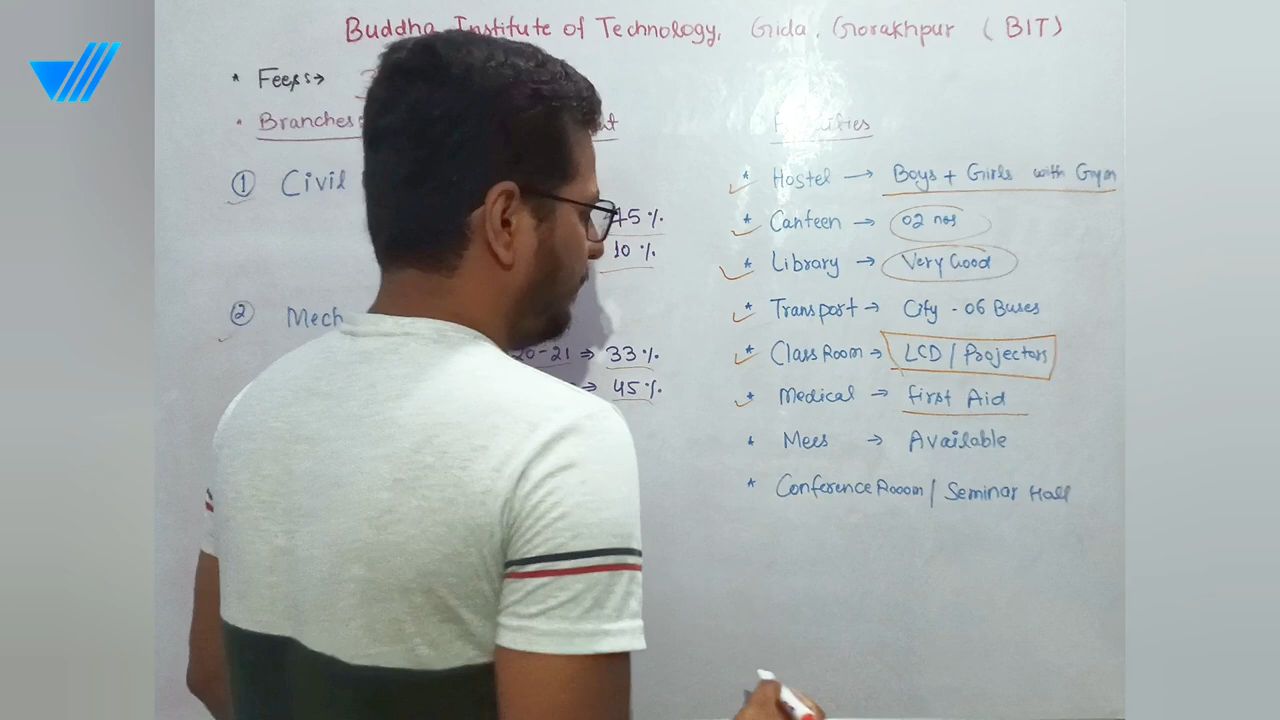 Buddha Institute of Technology, Gida, Gorakhpur (BIT)
* Fees →
* Branches
① Civil
45 %
10 %
② Mech
20-21 → 33 %.
→ 45 %.
Facilities
* Hostel → Boys + Girls with Gym
* Canteen → 02 nos
* Library → Very Good
* Transport → City - 06 Buses
* Class Room → LCD / Projectors
* Medical → first Aid
* Mees → Available
* Conference Rooom / Seminar Hall